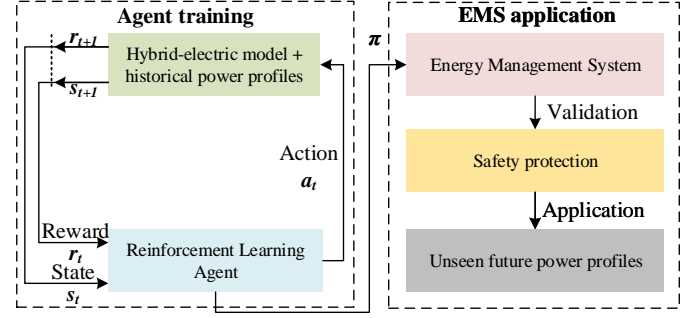 Agent training
r_{t+1}
Hybrid-electric model +
historical power profiles
s_{t+1}
Action
a_t
Reward
r_t
State
s_t
Reinforcement Learning
Agent
π
EMS application
Energy Management System
Validation
Safety protection
Application
Unseen future power profiles